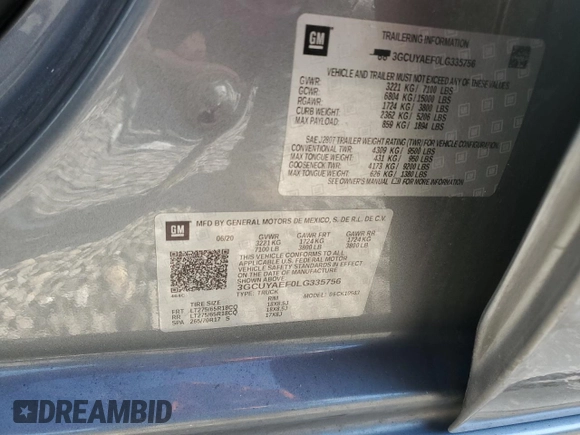 GM
TRAILERING INFORMATION
3GCUYAEF0LG335756
VEHICLE AND TRAILER MUST NOT EXCEED ANY OF THESE VALUES
GVWR: 3221 KG/ 7100 LBS
GCWR: 6804 KG/15000 LBS
RGAWR: 1724 KG/ 3800 LBS
CURB WEIGHT: 2362 KG/ 5206 LBS
MAX PAYLOAD: 859 KG/ 1894 LBS
SAE J2807 TRAILER WEIGHT RATING (TWR) FOR VEHICLE CONFIGURATION
CONVENTIONAL TWR: 4309 KG/ 9500 LBS
MAX TONGUE WEIGHT: 431 KG/ 950 LBS
GOOSENECK TWR: 4173 KG/ 9200 LBS
MAX TONGUE WEIGHT: 626 KG/ 1380 LBS
SEE OWNER'S MANUAL FOR MORE INFORMATION
GM
MFD BY GENERAL MOTORS DE MEXICO, S. DE R.L. DE C.V.
06/20 GVWR GAWR FRT GAWR RR
3221 KG 1724 KG 1724 KG
7100 LB 3800 LB 3800 LB
THIS VEHICLE CONFORMS TO ALL
APPLICABLE U.S. FEDERAL MOTOR
VEHICLE SAFETY STANDARDS IN
EFFECT ON THE DATE OF MANUFACTURE
SHOWN ABOVE.
3GCUYAEF0LG335756
TYPE: TRUCK
TIRE SIZE RIM
FRT LT275/65R18CQ 18X8.5J
RR LT275/65R18CQ 18X8.5J
SPA 265/70R17 S 17X8J
DREAMBID